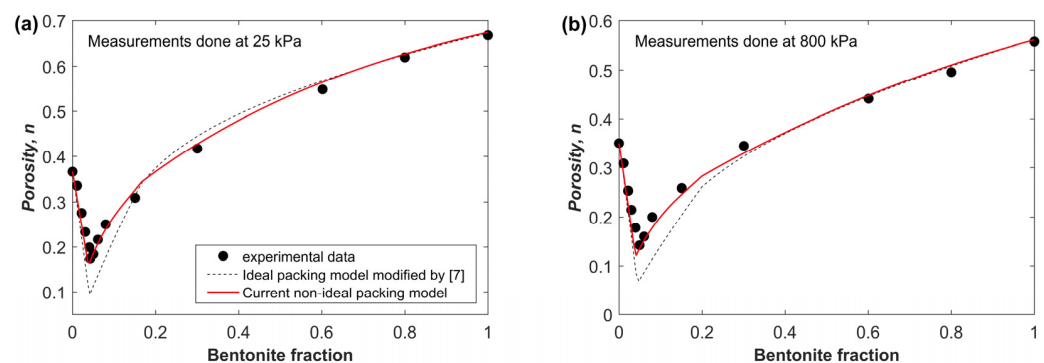 (a)
Measurements done at 25 kPa
0.7
0.6
0.5
0.4
0.3
0.2
0.1
Porosity, n
experimental data
Ideal packing model modified by [7]
Current non-ideal packing model
0 0.2 0.4 0.6 0.8 1
Bentonite fraction
(b)
Measurements done at 800 kPa
0.6
0.5
0.4
0.3
0.2
0.1
0
Porosity, n
0 0.2 0.4 0.6 0.8 1
Bentonite fraction